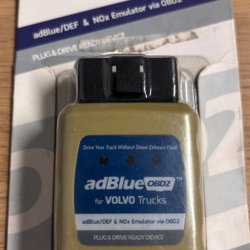 adBlue/DEF & NOx Emulator via OBD2
PLUG & DRIVE READY DEVICE
Drive Your Truck Without Diesel Exhaust Fluid
adBlue OBD2™
for VOLVO Trucks
adBlue/DEF & NOx Emulator via OBD2
PLUG & DRIVE READY DEVICE